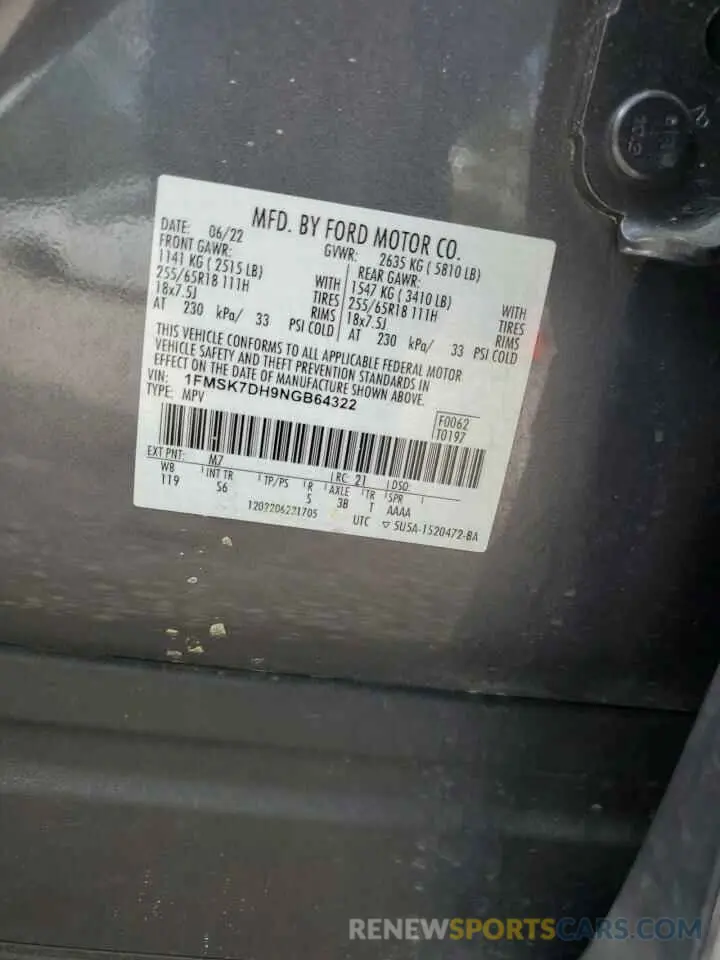 MFD. BY FORD MOTOR CO.
DATE: 06/22 GVWR: 2635 KG ( 5810 LB)
FRONT GAWR: REAR GAWR:
1141 KG ( 2515 LB) WITH 1547 KG ( 3410 LB) WITH
255/65R18 111H TIRES 255/65R18 111H TIRES
18x7.5J RIMS 18x7.5J RIMS
AT 230 kPa/ 33 PSI COLD AT 230 kPa/ 33 PSI COLD
THIS VEHICLE CONFORMS TO ALL APPLICABLE FEDERAL MOTOR
VEHICLE SAFETY AND THEFT PREVENTION STANDARDS IN
EFFECT ON THE DATE OF MANUFACTURE SHOWN ABOVE.
VIN: 1FMSK7DH9NGB64322
TYPE: MPV
F0062
T0197
EXT PNT: M7 RC: 21 DSO:
WB INT TR TP/PS R AXLE TR SPR
119 S6 5 3B T AAAA
UTC ▽ 5U5A-1520472-BA
RENEWSPORTSCARS.COM